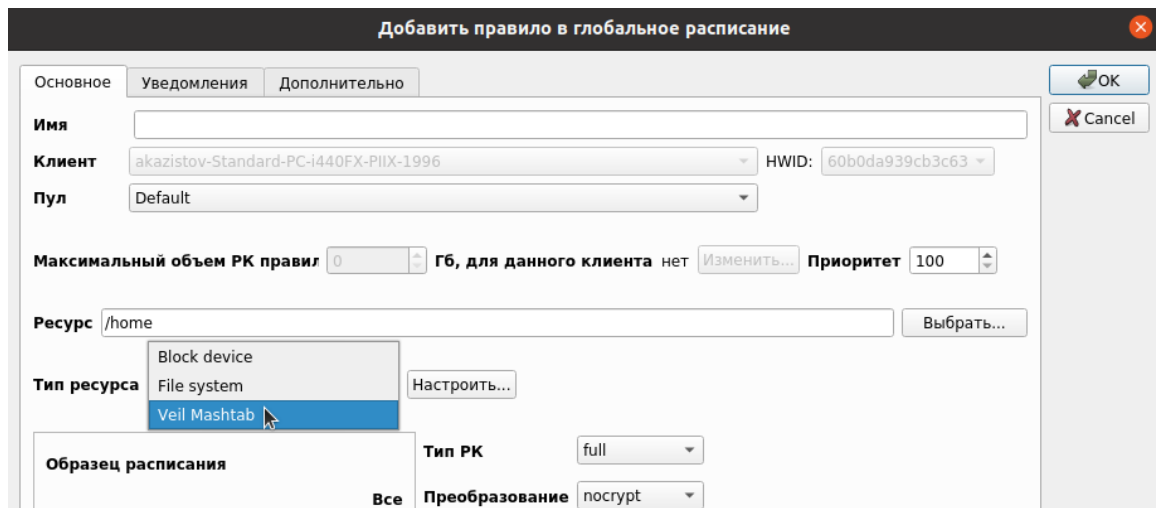 Добавить правило в глобальное расписание
Основное Уведомления Дополнительно OK
Cancel
Имя
Клиент akazistov-Standard-PC-i440FX-PIIX-1996 HWID: 60b0da939cb3c63
Пул Default
Максимальный объем РК правил 0 Гб, для данного клиента нет Изменить... Приоритет 100
Ресурс /home Выбрать...
Block device
Тип ресурса File system Настроить...
Veil Mashtab
Тип РК full
Образец расписания
Все Преобразование nocrypt